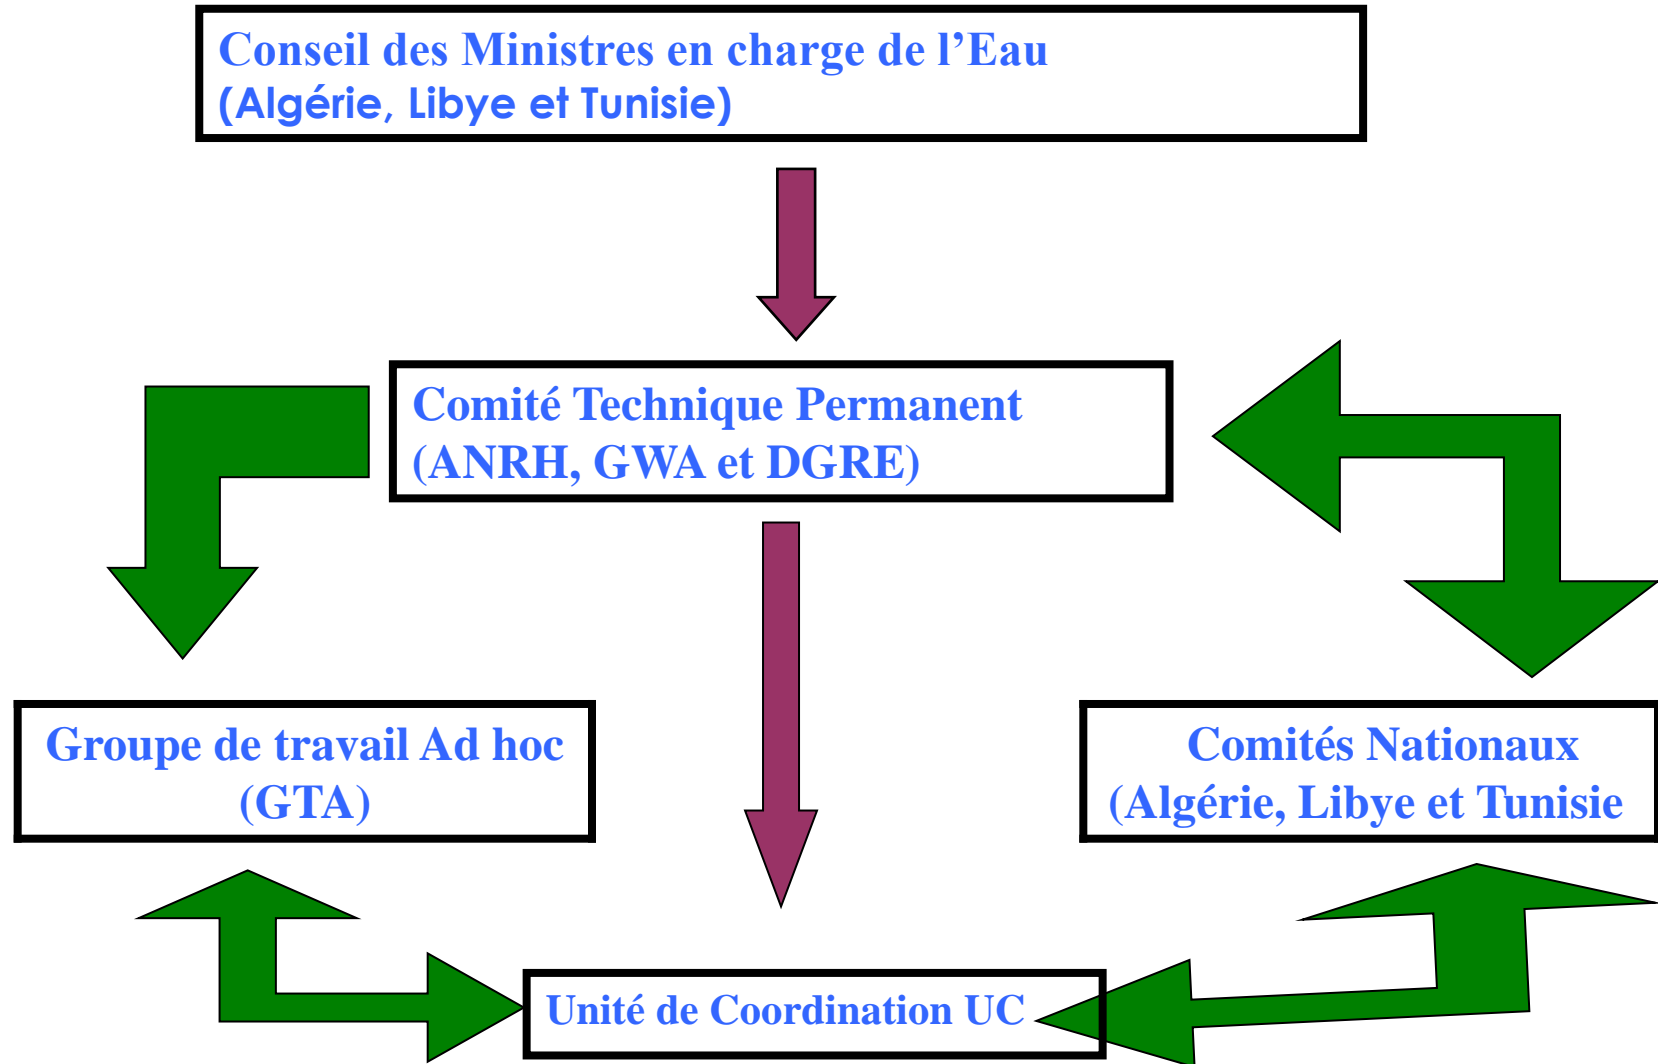 Conseil des Ministres en charge de l’Eau
(Algérie, Libye et Tunisie)
Comité Technique Permanent
(ANRH, GWA et DGRE)
Groupe de travail Ad hoc
(GTA)
Comités Nationaux
(Algérie, Libye et Tunisie
Unité de Coordination UC